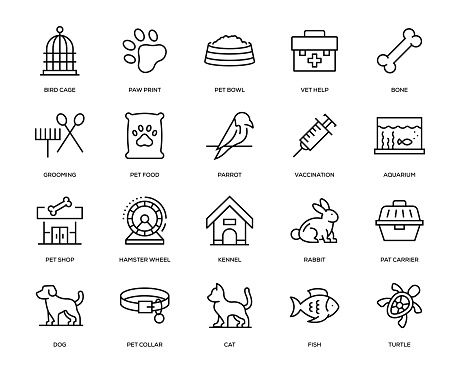 BIRD CAGE
PAW PRINT
PET BOWL
VET HELP
BONE
GROOMING
PET FOOD
PARROT
VACCINATION
AQUARIUM
PET SHOP
HAMSTER WHEEL
KENNEL
RABBIT
PAT CARRIER
DOG
PET COLLAR
CAT
FISH
TURTLE